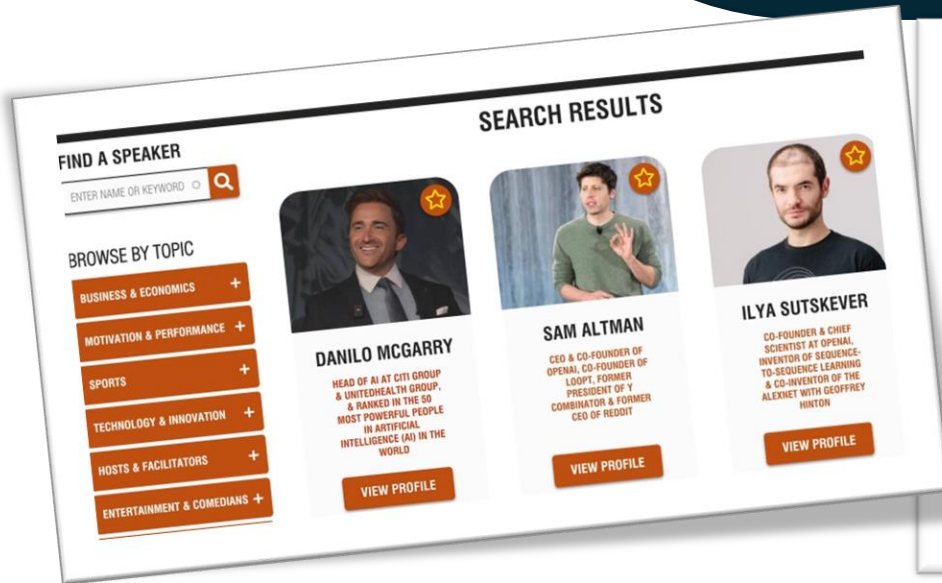 SEARCH RESULTS
FIND A SPEAKER
ENTER NAME OR KEYWORD
BROWSE BY TOPIC
BUSINESS & ECONOMICS +
MOTIVATION & PERFORMANCE +
SPORTS +
TECHNOLOGY & INNOVATION +
HOSTS & FACILITATORS +
ENTERTAINMENT & COMEDIANS +
DANILO MCGARRY
HEAD OF AI AT CITI GROUP
& UNITEDHEALTH GROUP,
& RANKED IN THE 50
MOST POWERFUL PEOPLE
IN ARTIFICIAL
INTELLIGENCE (AI) IN THE
WORLD
VIEW PROFILE
SAM ALTMAN
CEO & CO-FOUNDER OF
OPENAI, CO-FOUNDER OF
LOOPT, FORMER
PRESIDENT OF Y
COMBINATOR & FORMER
CEO OF REDDIT
VIEW PROFILE
ILYA SUTSKEVER
CO-FOUNDER & CHIEF
SCIENTIST AT OPENAI,
INVENTOR OF SEQUENCE-
TO-SEQUENCE LEARNING
& CO-INVENTOR OF THE
ALEXNET WITH GEOFFREY
HINTON
VIEW PROFILE